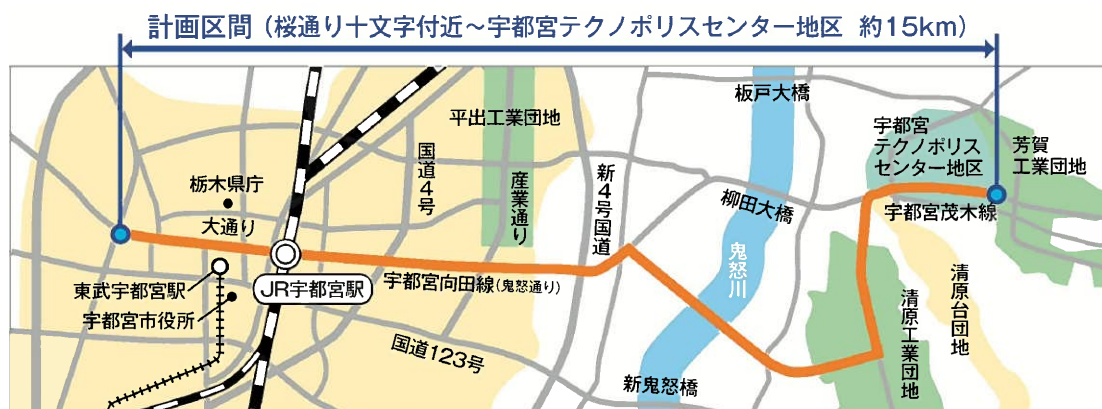 計画区間（桜通り十文字付近～宇都宮テクノポリスセンター地区 約15km）
板戸大橋
平出工業団地
宇都宮
テクノポリス
センター地区
芳賀
工業団地
国道4号
産業通り
新4号国道
栃木県庁
大通り
柳田大橋
宇都宮茂木線
鬼怒川
東武宇都宮駅
JR宇都宮駅
宇都宮向田線（鬼怒通り）
宇都宮市役所
清原台団地
清原工業団地
国道123号
新鬼怒橋